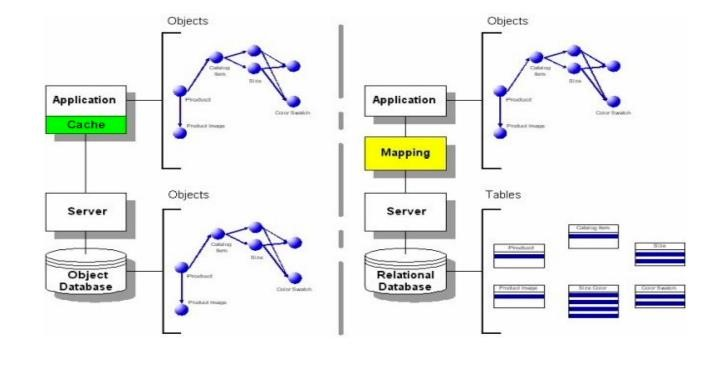 Objects
Application
Cache
Catalog
Item
Size
Product
Color Swatch
Product Image
Server
Object
Database
Objects
Catalog
Item
Size
Product
Color Swatch
Product Image
Objects
Application
Mapping
Catalog
Item
Size
Product
Color Swatch
Product Image
Server
Relational
Database
Tables
Catalog Item
Product
Size
Product Image
Size Color
Color Swatch